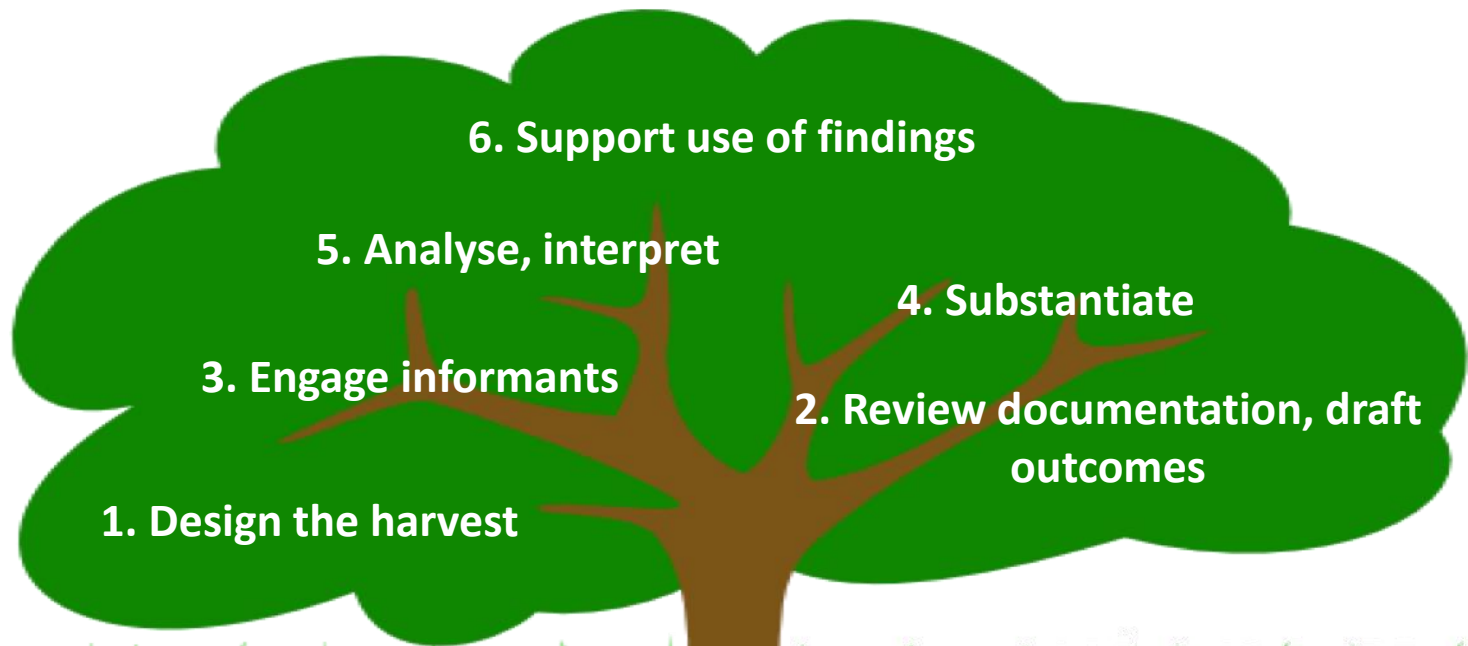 6. Support use of findings
5. Analyse, interpret
4. Substantiate
3. Engage informants
2. Review documentation, draft
outcomes
1. Design the harvest